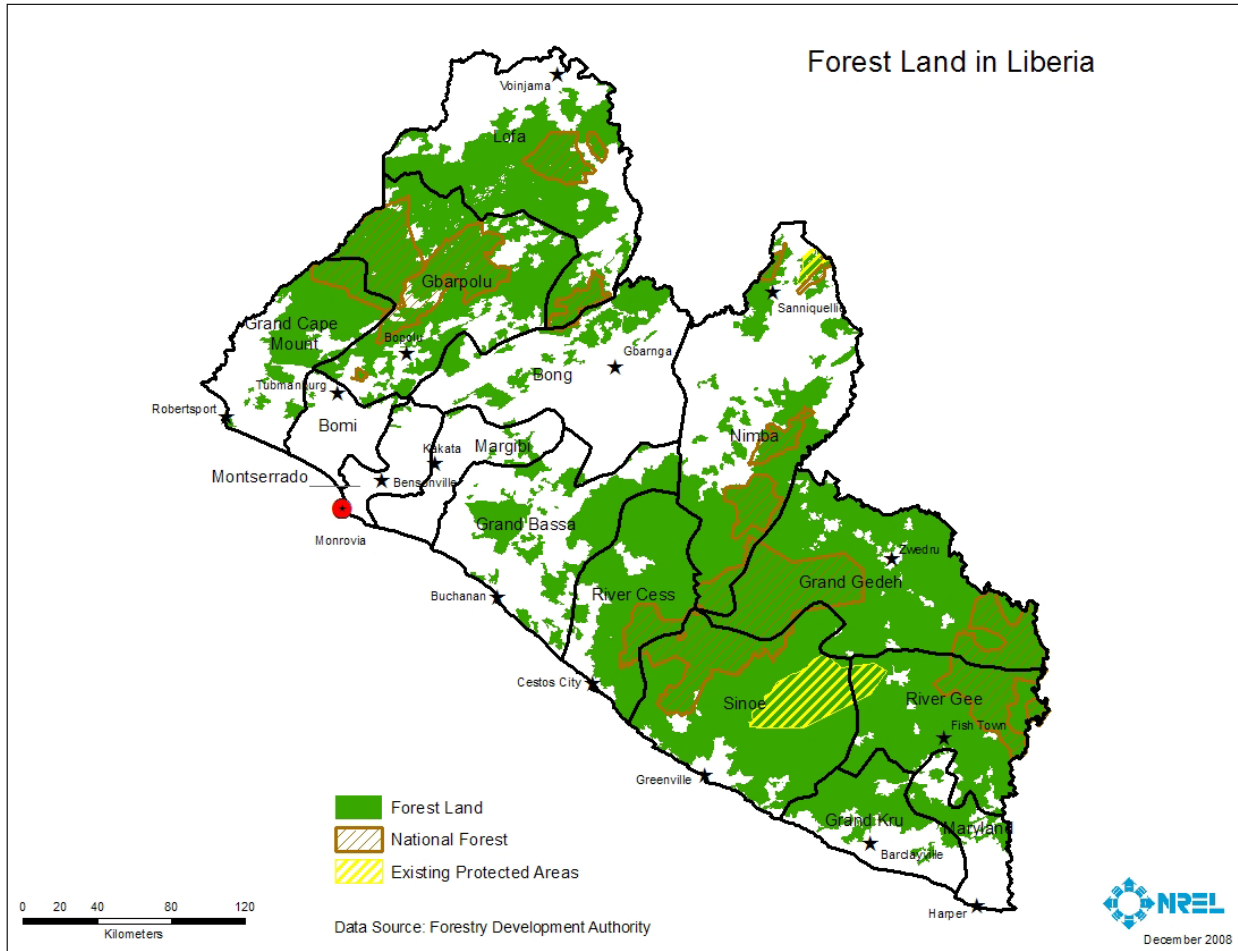 Forest Land in Liberia
Voinjama
Lofa
Gbarpolu
Sanniquellie
Grand Cape
Mount
Bopolu
Gbarnga
Bong
Tubmanburg
Robertsport
Bomi
Nimba
Kakata
Margibi
Montserrado
Bensonville
Monrovia
Grand Bassa
Zwedru
Grand Gedeh
Buchanan
River Cess
Cestos City
Sinoe
River Gee
Fish Town
Greenville
Grand Kru
Maryland
Barclayville
Harper
Forest Land
National Forest
Existing Protected Areas
0 20 40 80 120
Kilometers
Data Source: Forestry Development Authority
NREL
December 2008